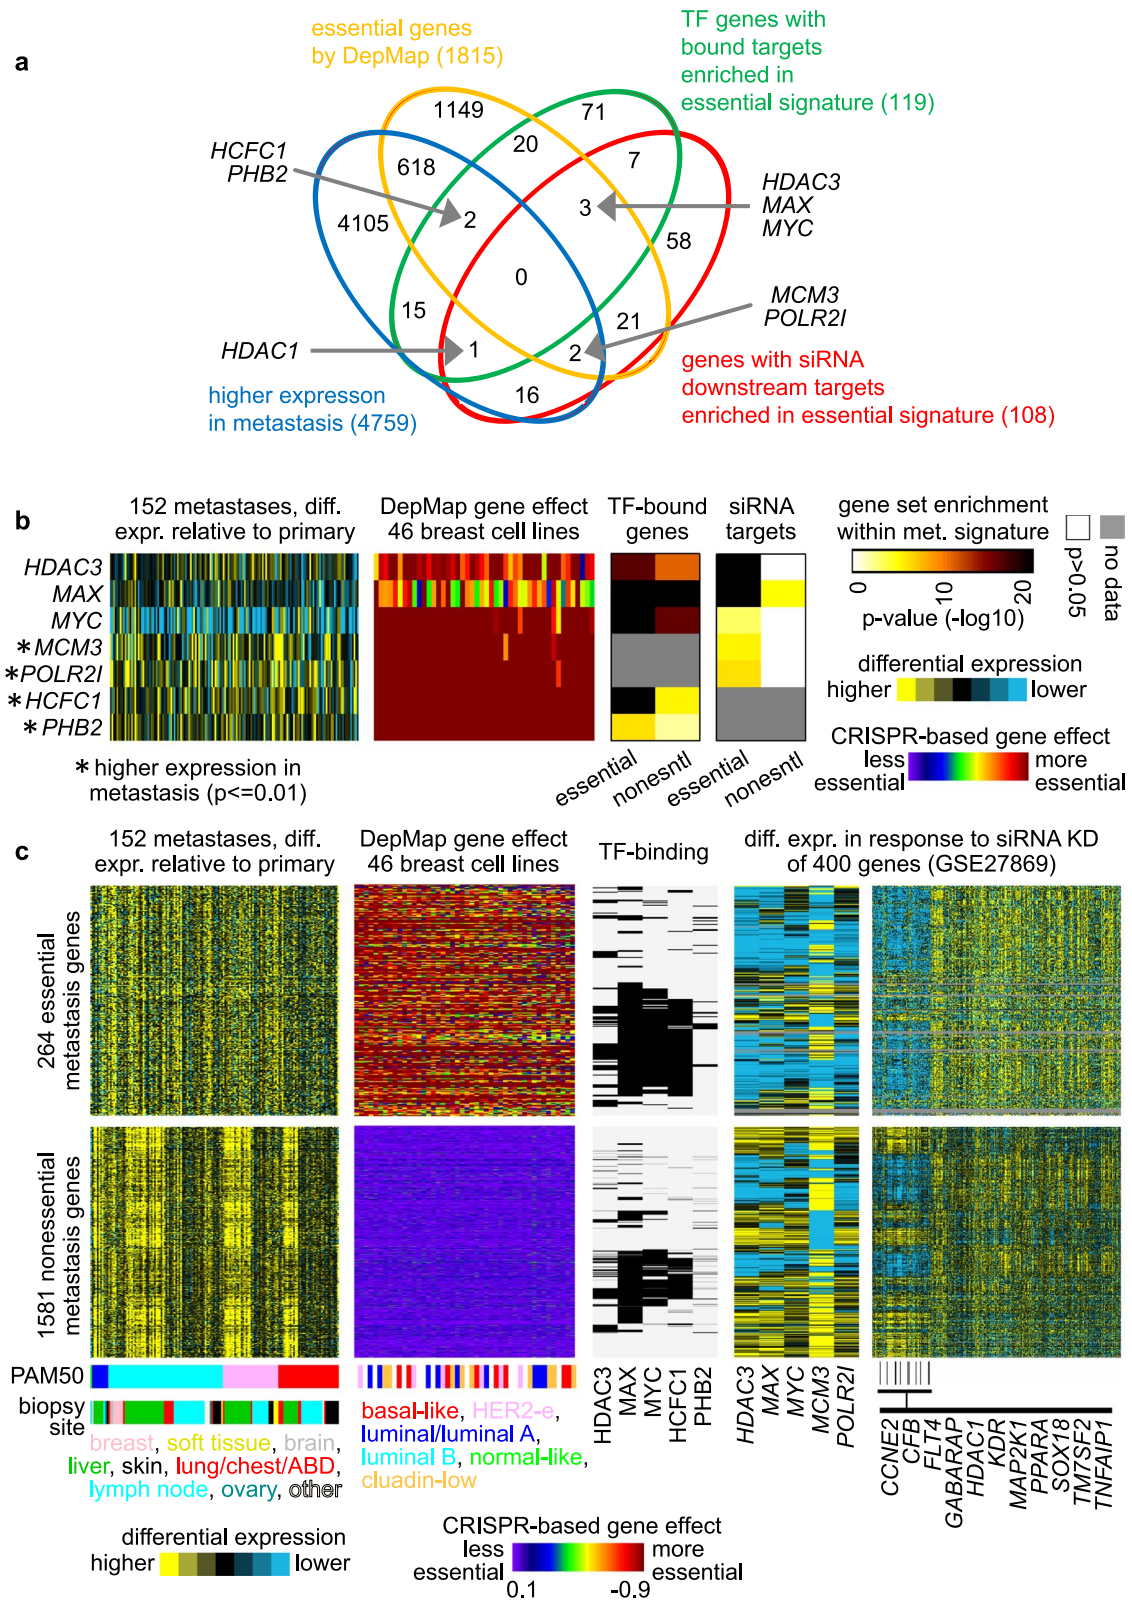 a
essential genes
by DepMap (1815)
TF genes with
bound targets
enriched in
essential signature (119)
1149
71
20
7
618
HCFC1
PHB2
HDAC3
MAX
MYC
4105
2
3
58
0
15
21
MCM3
POLR2I
HDAC1
1
2
16
higher expresson
in metastasis (4759)
genes with siRNA
downstream targets
enriched in essential signature (108)
b
152 metastases, diff.
expr. relative to primary
DepMap gene effect
46 breast cell lines
TF-bound
genes
siRNA
targets
gene set enrichment
within met. signature
0
10
20
p-value (-log10)
p>0.05
no data
HDAC3
MAX
MYC
*MCM3
*POLR2I
*HCFC1
*PHB2
differential expression
higher
lower
CRISPR-based gene effect
less
essential
more
essential
essential
nonesntl
essential
nonesntl
* higher expression in
metastasis (p<=0.01)
c
152 metastases, diff.
expr. relative to primary
DepMap gene effect
46 breast cell lines
TF-binding
diff. expr. in response to siRNA KD
of 400 genes (GSE27869)
264 essential
metastasis genes
1581 nonessential
metastasis genes
PAM50
biopsy
site
breast, soft tissue, brain,
liver, skin, lung/chest/ABD,
lymph node, ovary, other
basal-like, HER2-e,
luminal/luminal A,
luminal B, normal-like,
cluadin-low
HDAC3
MAX
MYC
HCFC1
PHB2
HDAC3
MAX
MYC
MCM3
POLR2I
CCNE2
CFB
FLT4
GABARAP
HDAC1
KDR
MAP2K1
PPARA
SOX18
TM7SF2
TNFAIP1
differential expression
higher
lower
CRISPR-based gene effect
less
essential
more
essential
0.1
-0.9